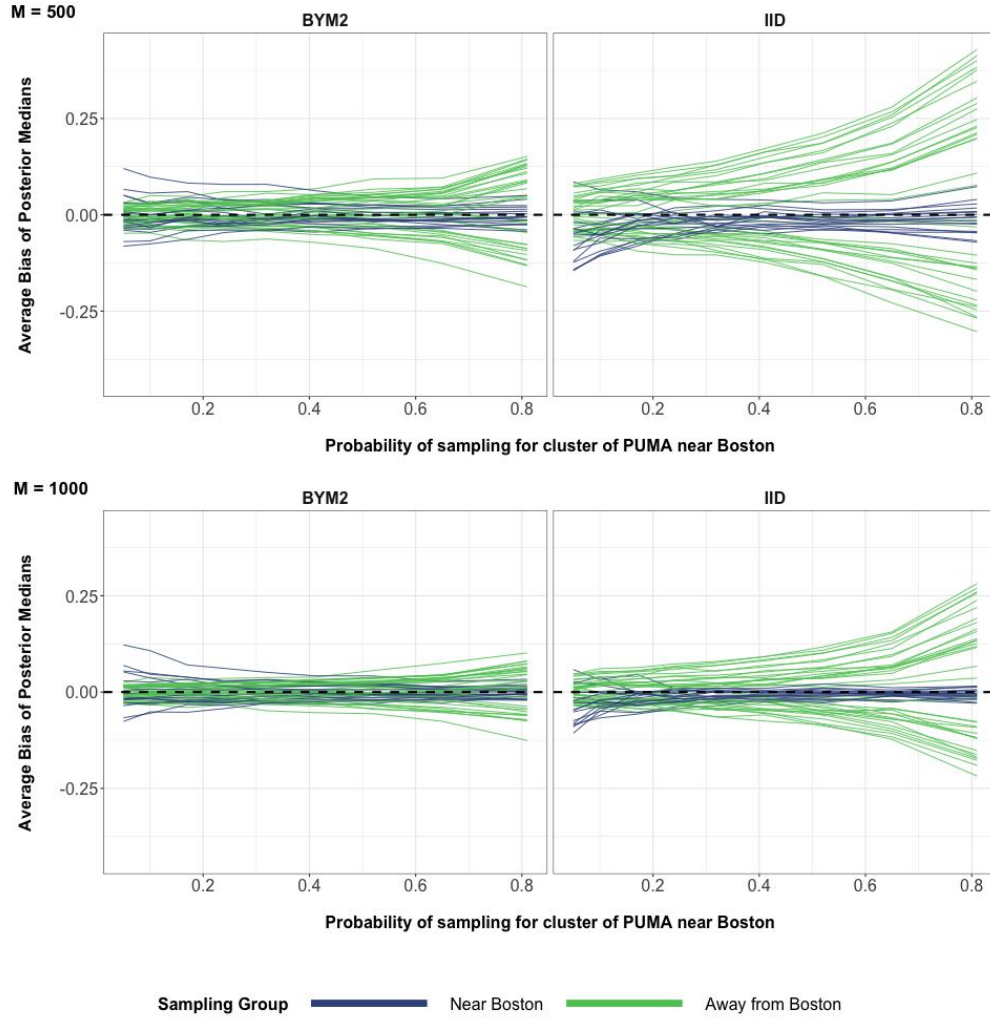 M = 500
BYM2
IID
Average Bias of Posterior Medians
0.25
0.00
-0.25
0.2 0.4 0.6 0.8 0.2 0.4 0.6 0.8
Probability of sampling for cluster of PUMA near Boston
M = 1000
BYM2
IID
Average Bias of Posterior Medians
0.25
0.00
-0.25
0.2 0.4 0.6 0.8 0.2 0.4 0.6 0.8
Probability of sampling for cluster of PUMA near Boston
Sampling Group Near Boston Away from Boston